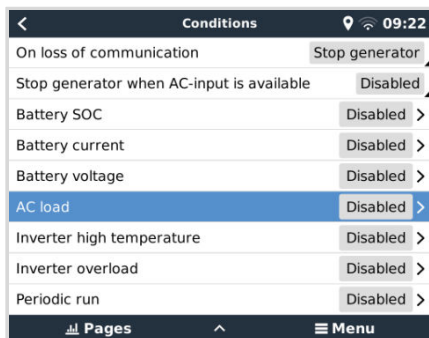 Conditions 09:22
On loss of communication Stop generator
Stop generator when AC-input is available Disabled
Battery SOC Disabled
Battery current Disabled
Battery voltage Disabled
AC load Disabled
Inverter high temperature Disabled
Inverter overload Disabled
Periodic run Disabled
Pages Menu